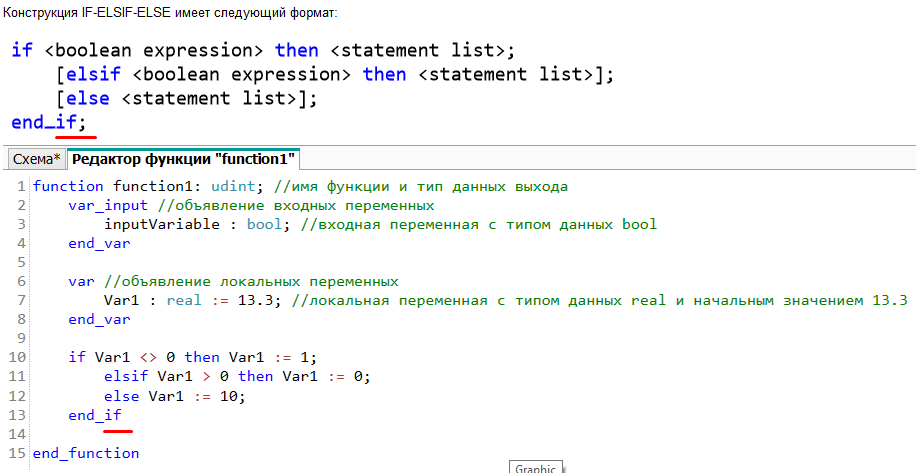 Конструкция IF-ELSIF-ELSE имеет следующий формат:
if <boolean expression> then <statement list>;
[elsif <boolean expression> then <statement list>];
[else <statement list>];
end_if;
Схема* Редактор функции "function1"
1 function function1: udint; //имя функции и тип данных выхода
2 var_input //объявление входных переменных
3 inputVariable : bool; //входная переменная с типом данных bool
4 end_var
5
6 var //объявление локальных переменных
7 Var1 : real := 13.3; //локальная переменная с типом данных real и начальным значением 13.3
8 end_var
9
10 if Var1 <> 0 then Var1 := 1;
11 elsif Var1 > 0 then Var1 := 0;
12 else Var1 := 10;
13 end_if
14
15 end_function
Graphic